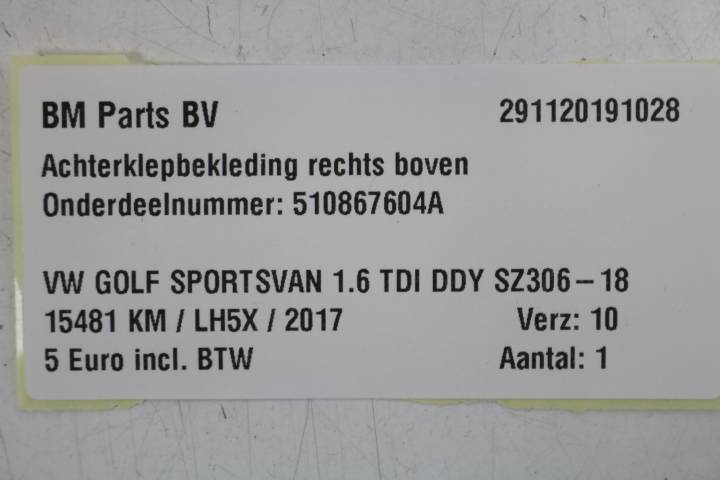 BM Parts BV 291120191028
Achterklepbekleding rechts boven
Onderdeelnummer: 510867604A
VW GOLF SPORTSVAN 1.6 TDI DDY SZ306-18
15481 KM / LH5X / 2017 Verz: 10
5 Euro incl. BTW Aantal: 1